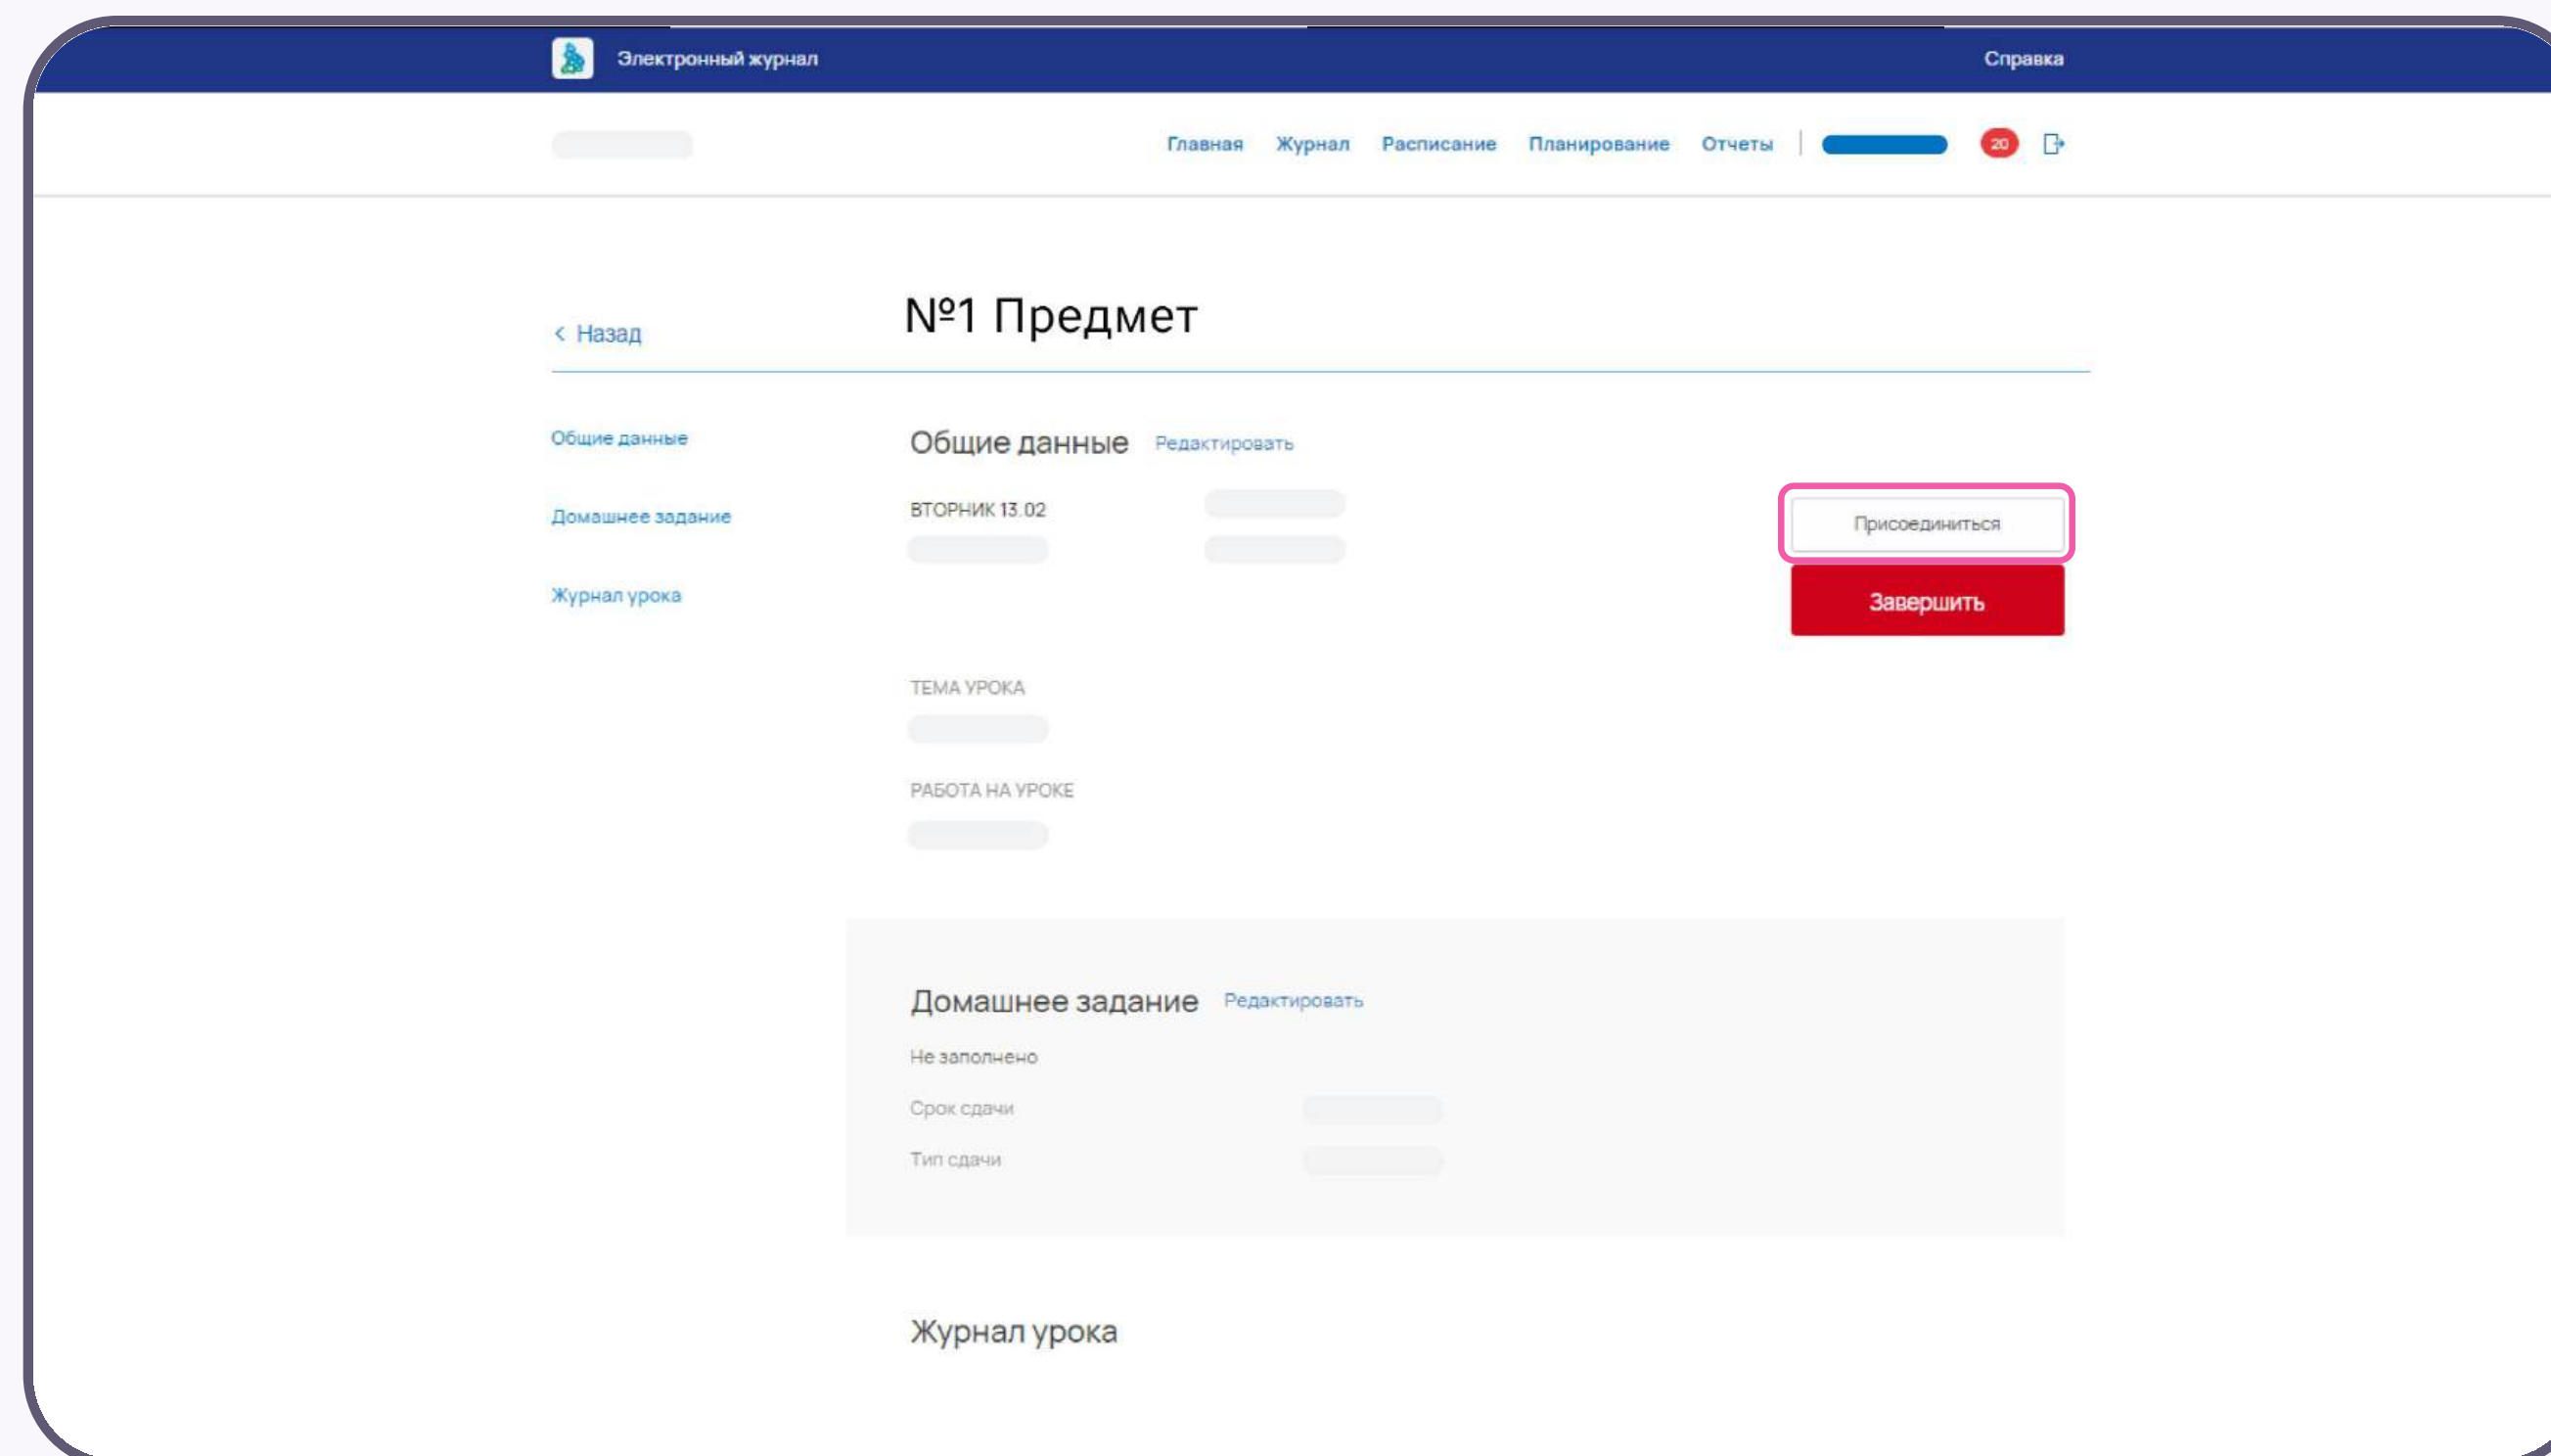 Электронный журнал
Справка
Главная Журнал Расписание Планирование Отчеты 20
< Назад
№1 Предмет
Общие данные
Домашнее задание
Журнал урока
Общие данные Редактировать
ВТОРНИК 13.02
Присоединиться
Завершить
ТЕМА УРОКА
РАБОТА НА УРОКЕ
Домашнее задание Редактировать
Не заполнено
Срок сдачи
Тип сдачи
Журнал урока